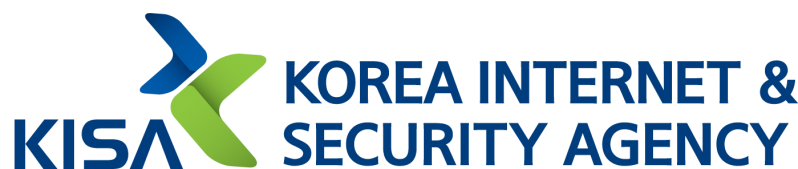 KISA
KOREA INTERNET &
SECURITY AGENCY